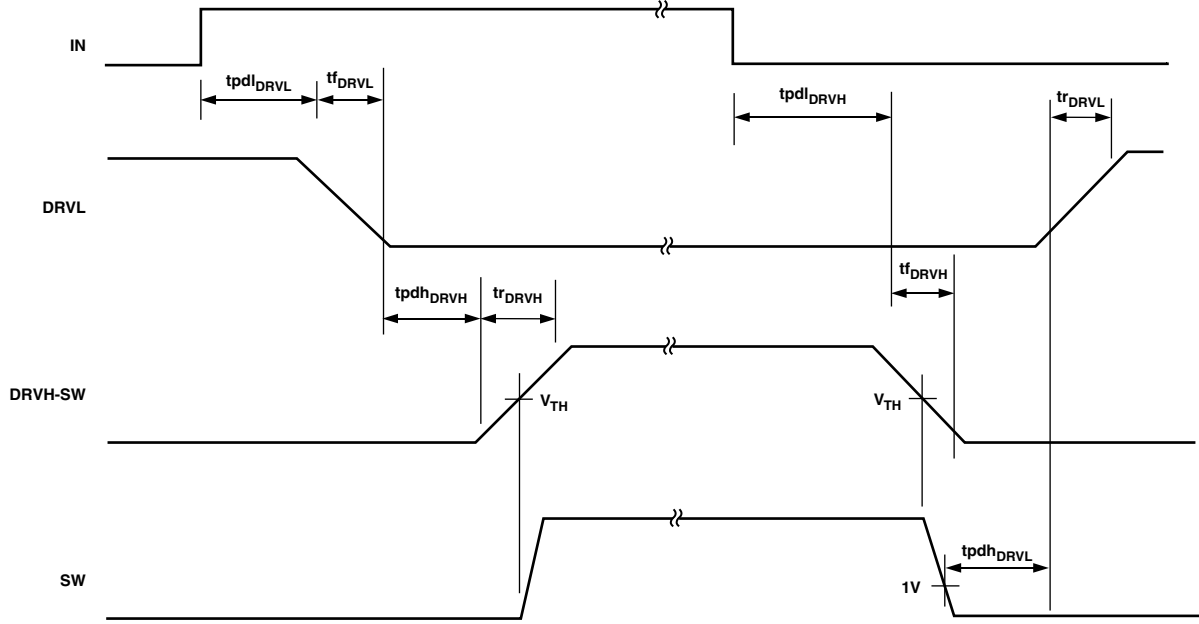 IN
tpdlDRVL
tfDRVL
tpdlDRVH
trDRVL
DRVL
tfDRVH
tpdhDRVH
trDRVH
DRVH-SW
VTH
VTH
tpdhDRVL
SW
1V